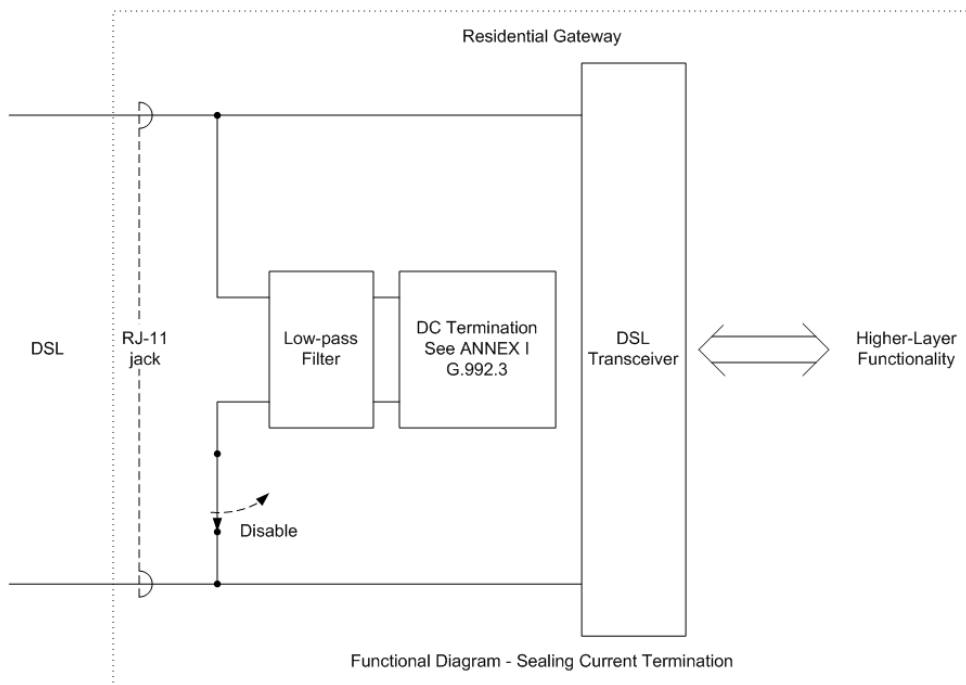 Residential Gateway
DSL
RJ-11
jack
Low-pass
Filter
DC Termination
See ANNEX I
G.992.3
DSL
Transceiver
Higher-Layer
Functionality
Disable
Functional Diagram - Sealing Current Termination